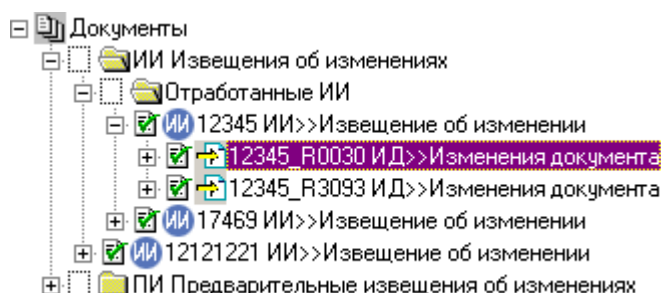 Документы
ИИ Извещения об изменениях
Отработанные ИИ
ИИ 12345 ИИ>>Извещение об изменении
12345_R0030 ИД>>Изменения документа
12345_R3093 ИД>>Изменения документа
ИИ 17469 ИИ>>Извещение об изменении
ИИ 12121221 ИИ>>Извещение об изменении
ПИ Предварительные извещения об изменениях